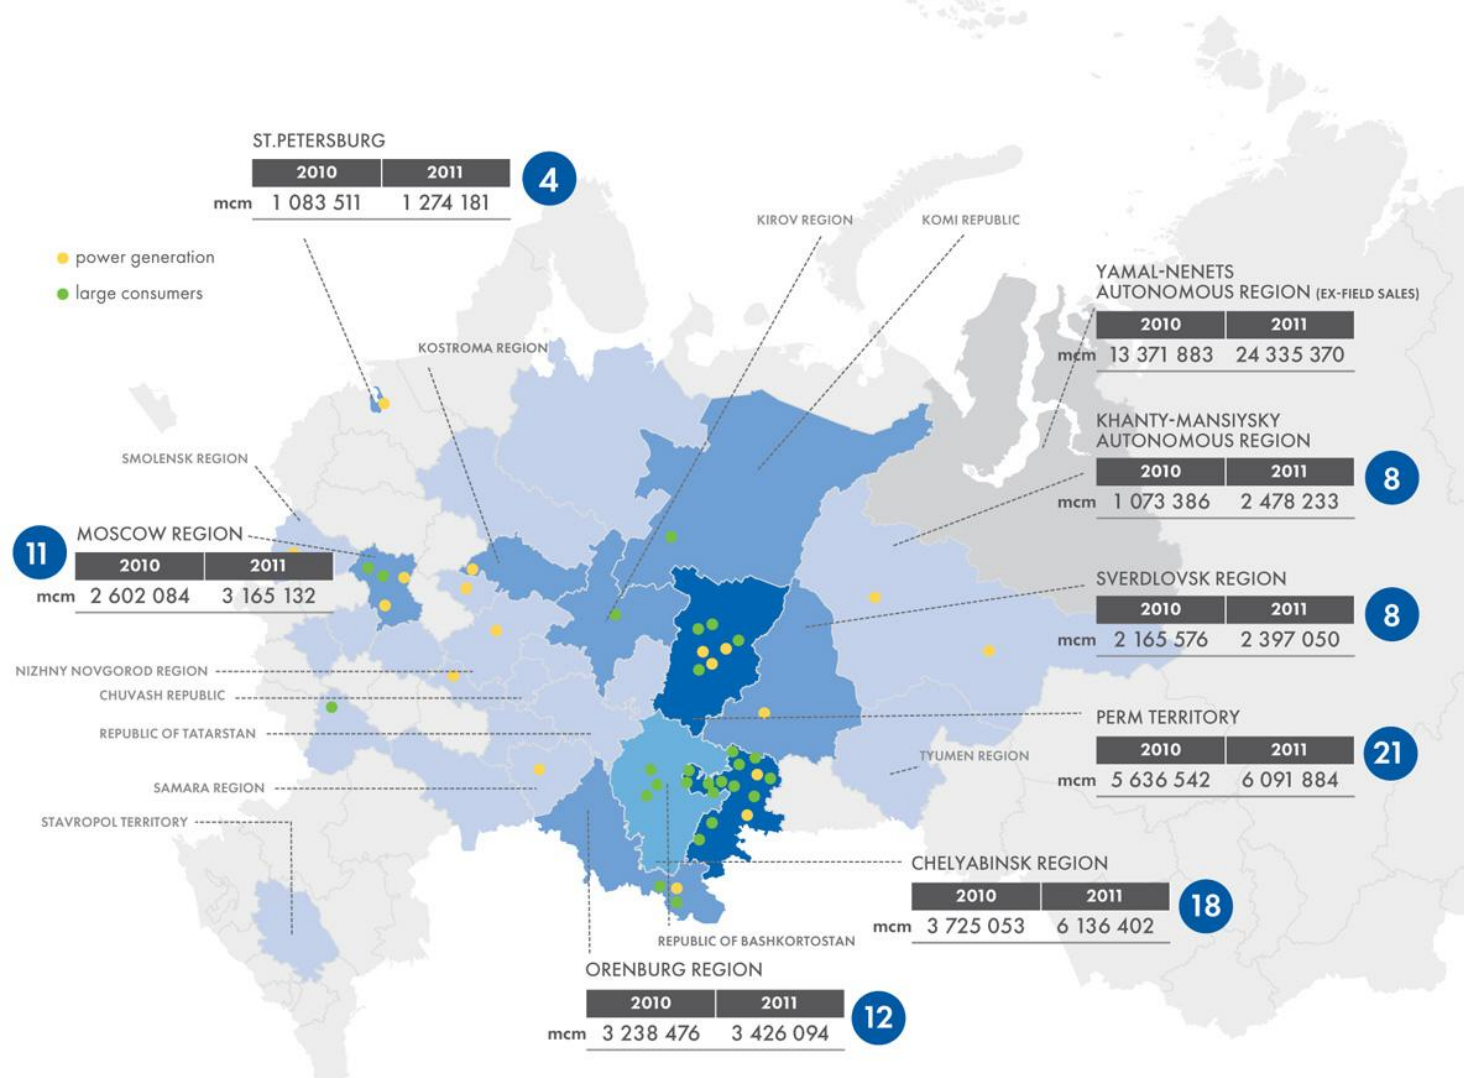 ST.PETERSBURG
2010 2011
mcm 1 083 511 1 274 181
4
power generation
large consumers
KIROV REGION
KOMI REPUBLIC
YAMAL-NENETS
AUTONOMOUS REGION (EX-FIELD SALES)
2010 2011
mcm 13 371 883 24 335 370
KOSTROMA REGION
KHANTY-MANSIYSKY
AUTONOMOUS REGION
2010 2011
mcm 1 073 386 2 478 233
8
SMOLENSK REGION
11
MOSCOW REGION
2010 2011
mcm 2 602 084 3 165 132
SVERDLOVSK REGION
2010 2011
mcm 2 165 576 2 397 050
8
NIZHNY NOVGOROD REGION
CHUVASH REPUBLIC
REPUBLIC OF TATARSTAN
PERM TERRITORY
2010 2011
mcm 5 636 542 6 091 884
21
TYUMEN REGION
SAMARA REGION
STAVROPOL TERRITORY
CHELYABINSK REGION
2010 2011
mcm 3 725 053 6 136 402
18
REPUBLIC OF BASHKORTOSTAN
ORENBURG REGION
2010 2011
mcm 3 238 476 3 426 094
12